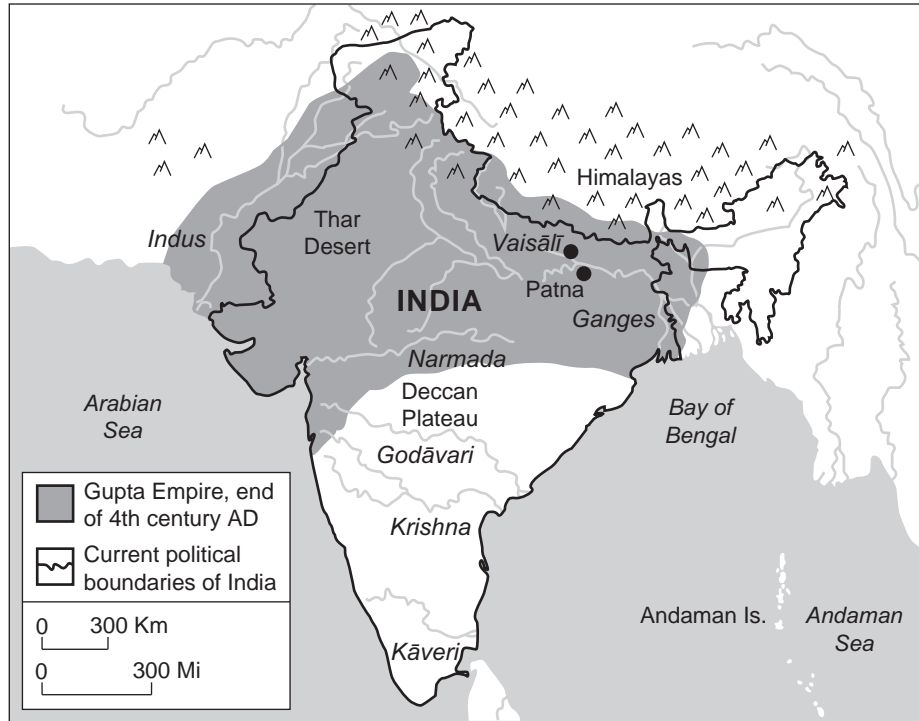 Himalayas
Indus
Thar
Desert
Vaisālī
Patna
INDIA
Ganges
Narmada
Deccan
Plateau
Arabian
Sea
Bay of
Bengal
Godāvari
Krishna
Kāveri
Andaman Is.
Andaman
Sea
Gupta Empire, end
of 4th century AD
Current political
boundaries of India
0 300 Km
0 300 Mi